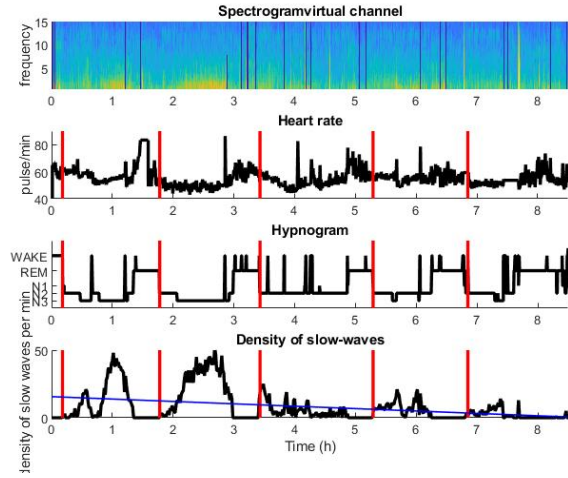 Spectrogramvirtual channel
frequency
15
10
5
0 1 2 3 4 5 6 7 8
Heart rate
pulse/min
80
60
40
0 1 2 3 4 5 6 7 8
Hypnogram
WAKE
REM
N1
N2
N3
0 1 2 3 4 5 6 7 8
Density of slow-waves
density of slow waves per min
50
0
0 1 2 3 4 5 6 7 8
Time (h)